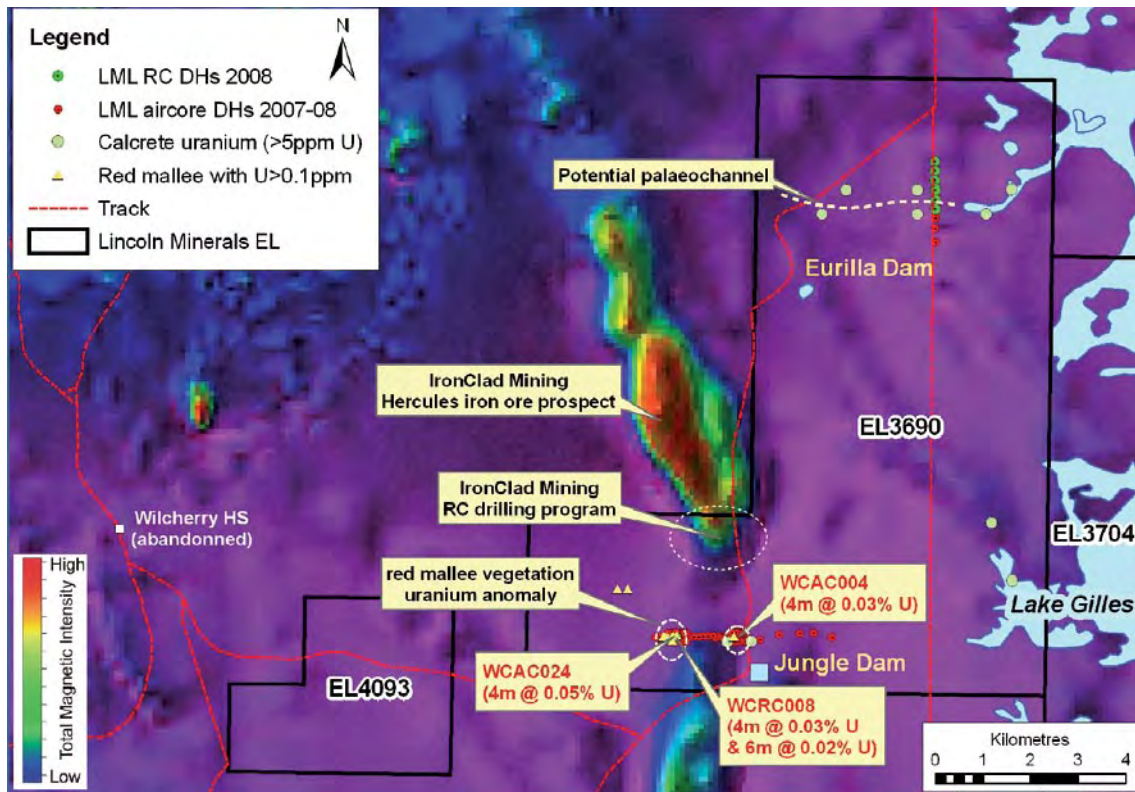 Legend
LML RC DHs 2008
LML aircore DHs 2007-08
Calcrete uranium (>5ppm U)
Red mallee with U>0.1ppm
Track
Lincoln Minerals EL
N
Potential palaeochannel
Eurilla Dam
IronClad Mining
Hercules iron ore prospect
EL3690
IronClad Mining
RC drilling program
Wilcherry HS
(abandonned)
EL3704
red mallee vegetation
uranium anomaly
WCAC004
(4m @ 0.03% U)
Lake Gilles
Jungle Dam
WCAC024
(4m @ 0.05% U)
EL4093
WCRC008
(4m @ 0.03% U
& 6m @ 0.02% U)
High
Total Magnetic Intensity
Low
Kilometres
0 1 2 3 4